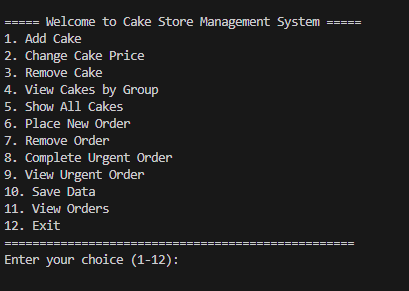 ===== Welcome to Cake Store Management System =====
1. Add Cake
2. Change Cake Price
3. Remove Cake
4. View Cakes by Group
5. Show All Cakes
6. Place New Order
7. Remove Order
8. Complete Urgent Order
9. View Urgent Order
10. Save Data
11. View Orders
12. Exit
==================================================
Enter your choice (1-12):